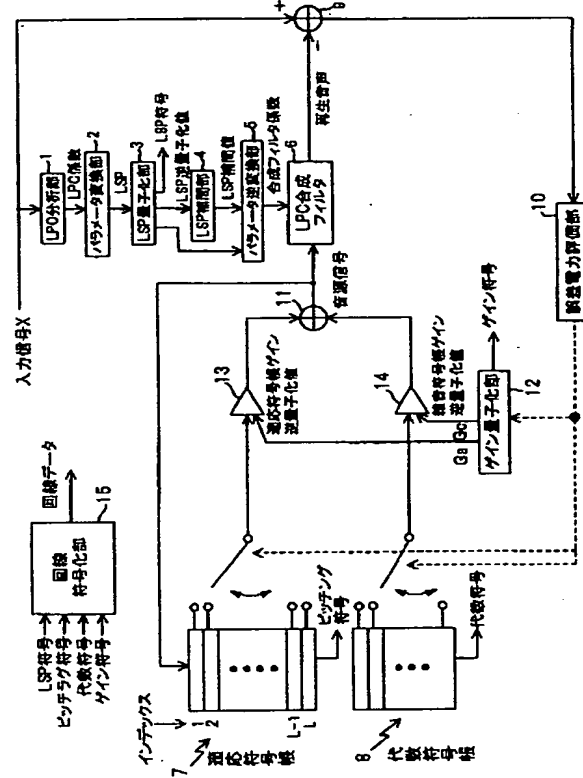 入力信号X
LPC分析部
1
LPC係数
パラメータ変換部
2
LSP
LSP量子化部
3
LSP符号
LSP逆量子化値
LSP補間部
4
LSP補間値
パラメータ逆変換部
5
合成フィルタ係数
LPC合成
フィルタ
6
再生音声
+
-
9
10
誤差電力評価部
11
音源信号
13
適応符号帳ゲイン
逆量子化値
14
雑音符号帳ゲイン
逆量子化値
Ga
Gc
ゲイン量子化部
12
ゲイン符号
LSP符号
ピッチラグ符号
代数符号
ゲイン符号
回線
符号化部
15
回線データ
インデックス
1
2
L-1
L
7
適応符号帳
ピッチング
符号
8
代数符号帳
代数符号